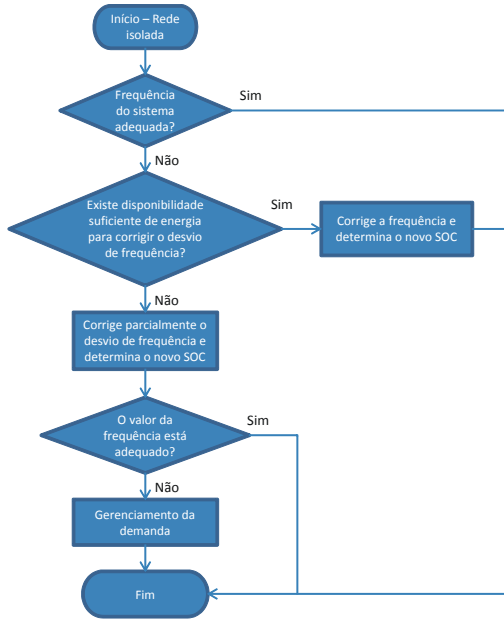 Início – Rede
isolada
Frequência
do sistema
adequada?
Sim
Não
Existe disponibilidade
suficiente de energia
para corrigir o desvio
de frequência?
Sim
Corrige a frequência e
determina o novo SOC
Não
Corrige parcialmente o
desvio de frequência e
determina o novo SOC
O valor da
frequência está
adequado?
Sim
Não
Gerenciamento da
demanda
Fim